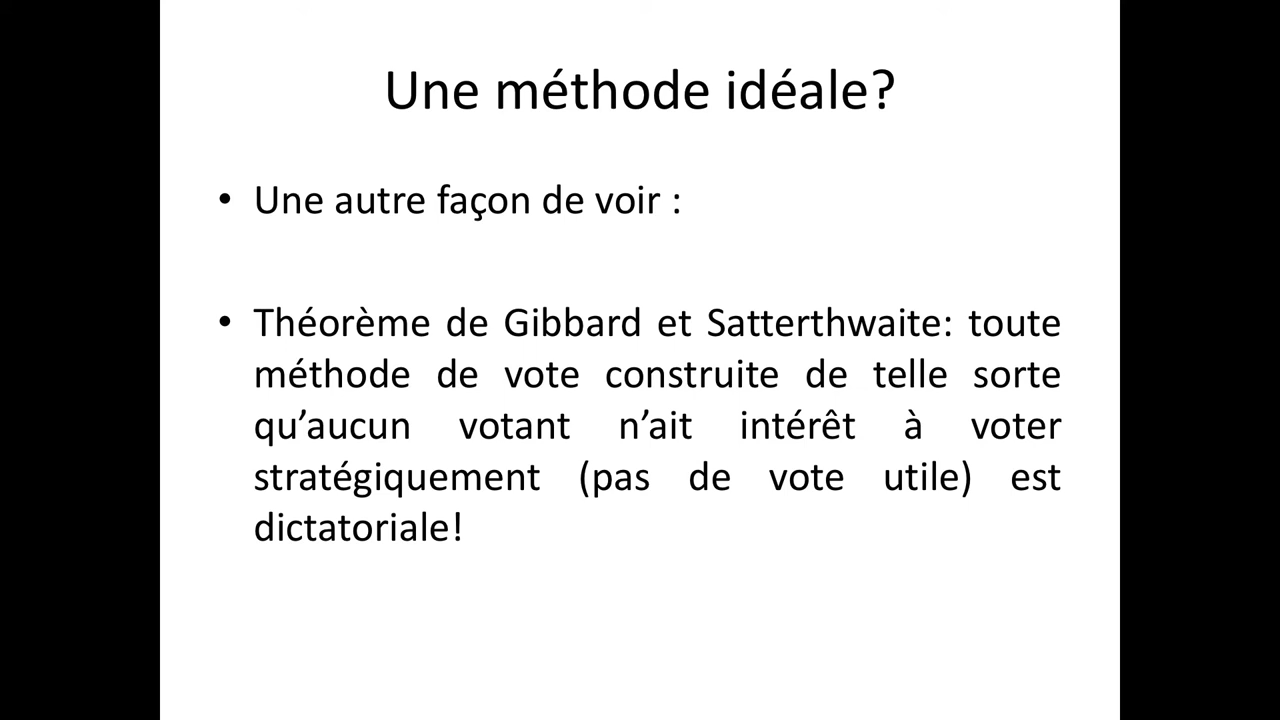 Une méthode idéale?
• Une autre façon de voir :
• Théorème de Gibbard et Satterthwaite: toute
méthode de vote construite de telle sorte
qu’aucun votant n’ait intérêt à voter
stratégiquement (pas de vote utile) est
dictatoriale!